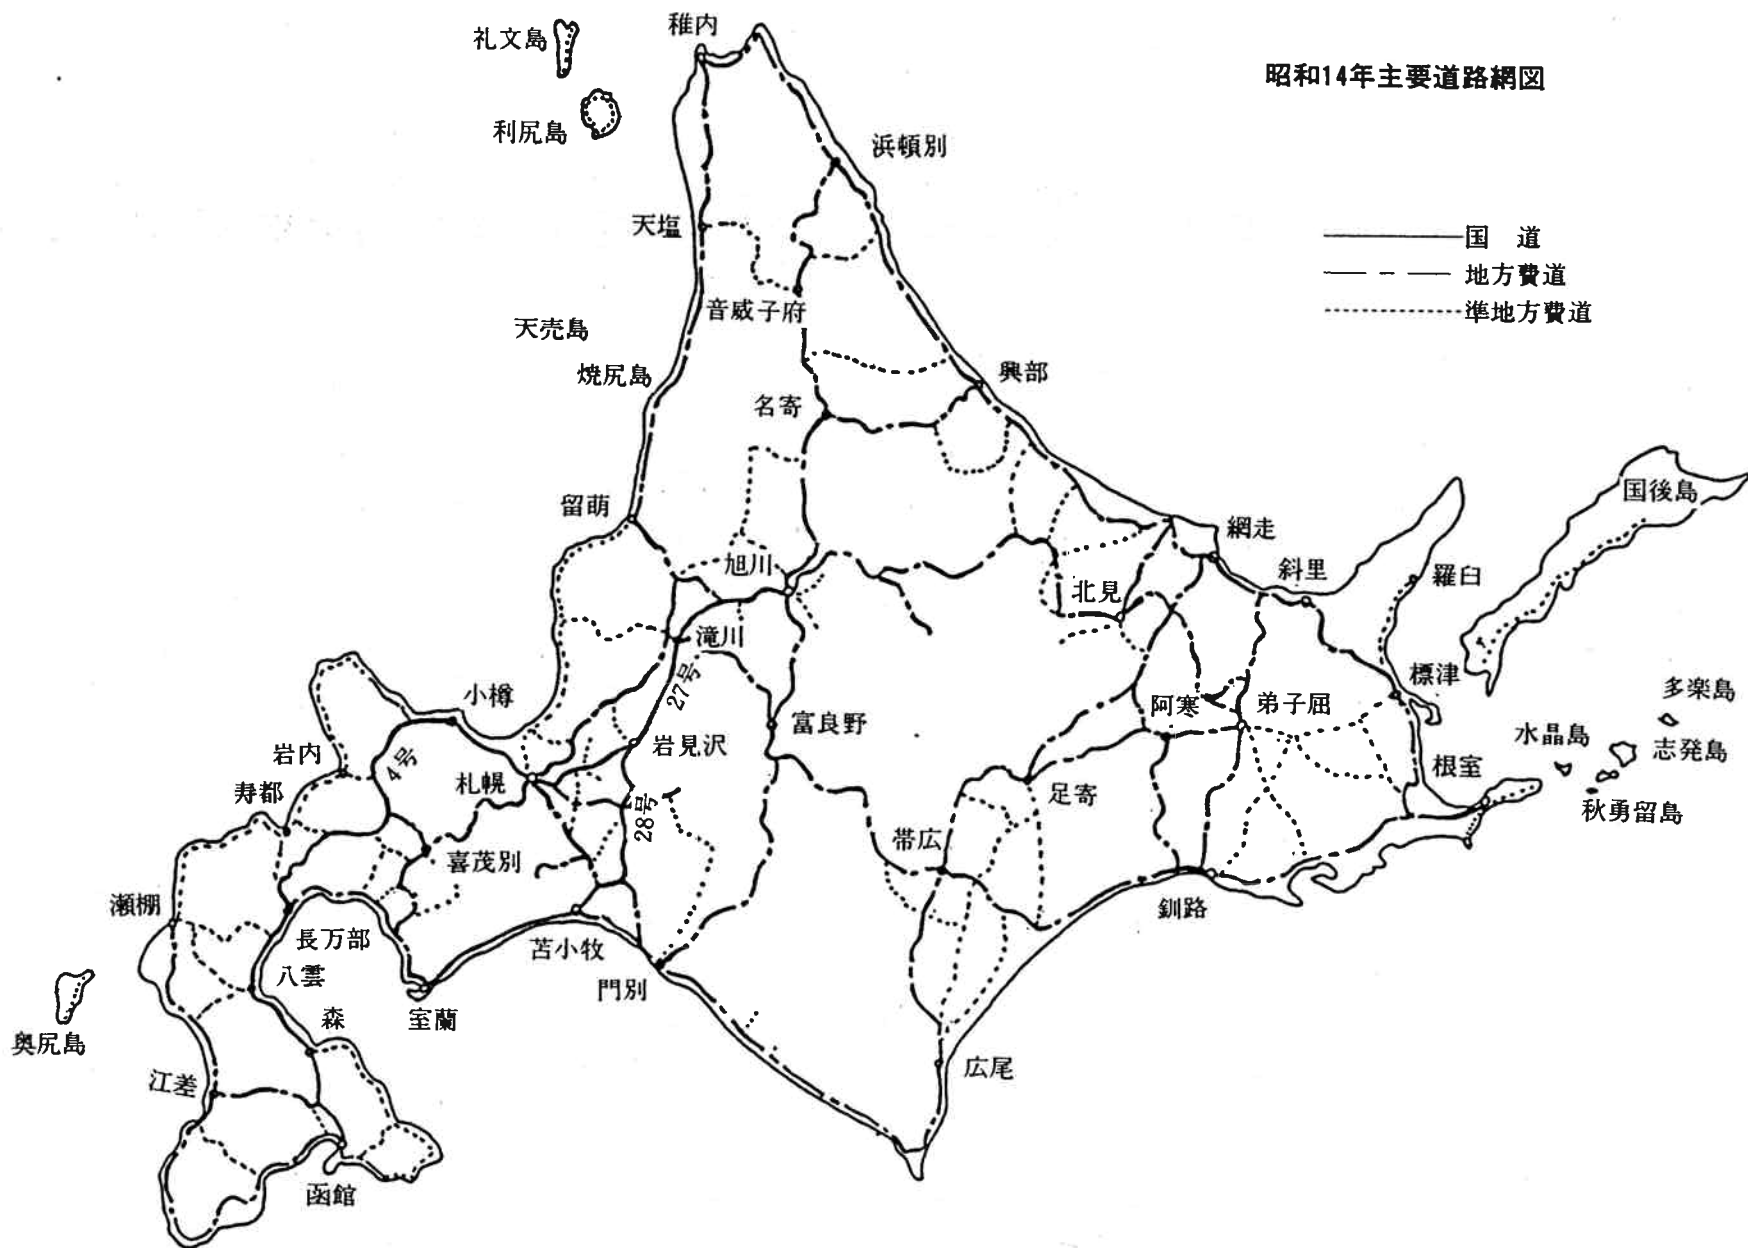 昭和14年主要道路網図
国　道
地方費道
準地方費道
稚内
礼文島
利尻島
浜頓別
天塩
音威子府
天売島
焼尻島
興部
名寄
留萌
国後島
網走
旭川
斜里
羅臼
北見
滝川
標津
27号
小樽
多楽島
阿寒
弟子屈
富良野
岩見沢
水晶島
志発島
岩内
4号
札幌
根室
寿都
足寄
秋勇留島
28号
帯広
喜茂別
瀬棚
釧路
長万部
苫小牧
八雲
門別
森
室蘭
奥尻島
広尾
江差
函館